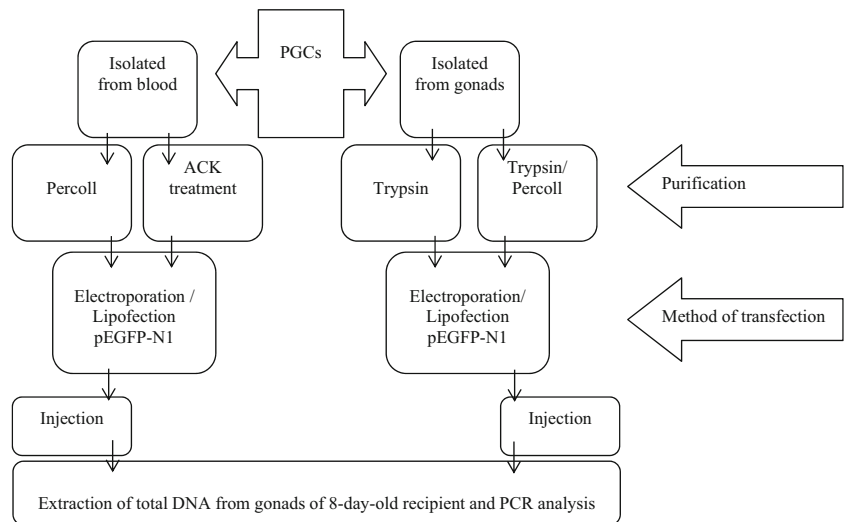 PGCs
Isolated
from blood
Isolated
from gonads
Percoll
ACK
treatment
Trypsin
Trypsin/
Percoll
Purification
Electroporation /
Lipofection
pEGFP-N1
Electroporation/
Lipofection
pEGFP-N1
Method of transfection
Injection
Injection
Extraction of total DNA from gonads of 8-day-old recipient and PCR analysis